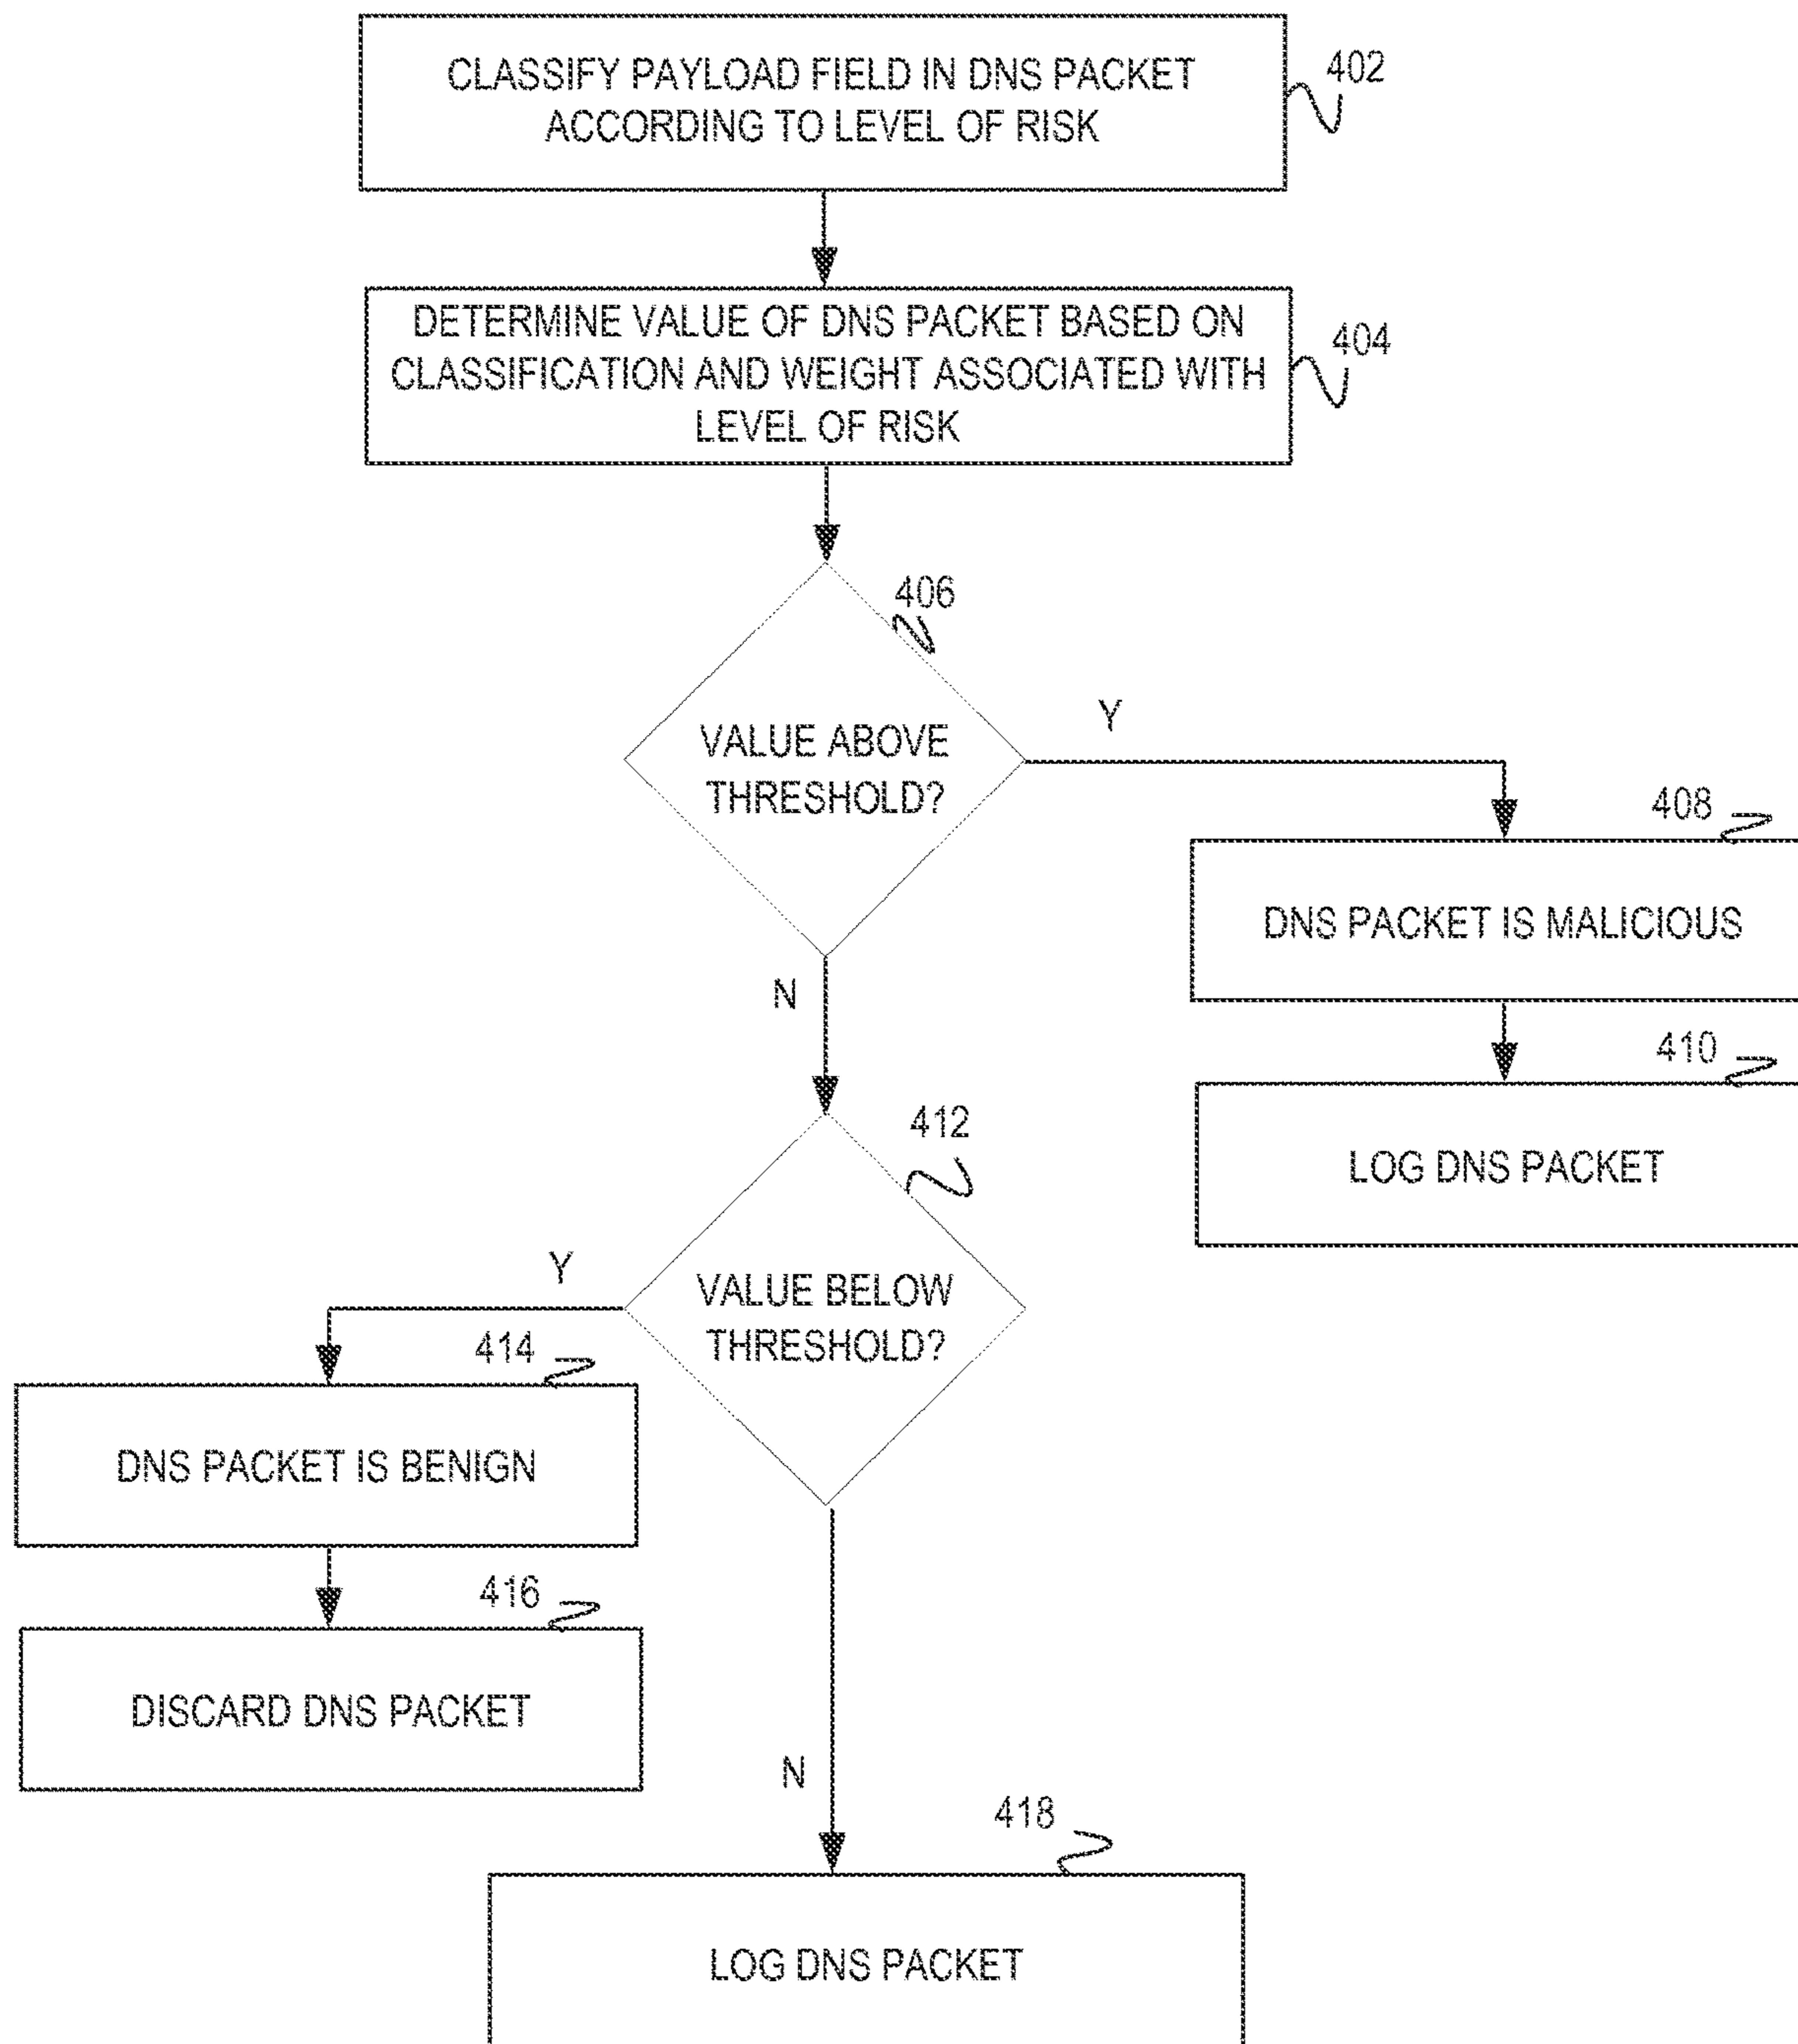 CLASSIFY PAYLOAD FIELD IN DNS PACKET
ACCORDING TO LEVEL OF RISK
402
DETERMINE VALUE OF DNS PACKET BASED ON
CLASSIFICATION AND WEIGHT ASSOCIATED WITH
LEVEL OF RISK
404
406
VALUE ABOVE
THRESHOLD?
Y
408
DNS PACKET IS MALICIOUS
410
LOG DNS PACKET
N
412
VALUE BELOW
THRESHOLD?
Y
414
DNS PACKET IS BENIGN
416
DISCARD DNS PACKET
N
418
LOG DNS PACKET